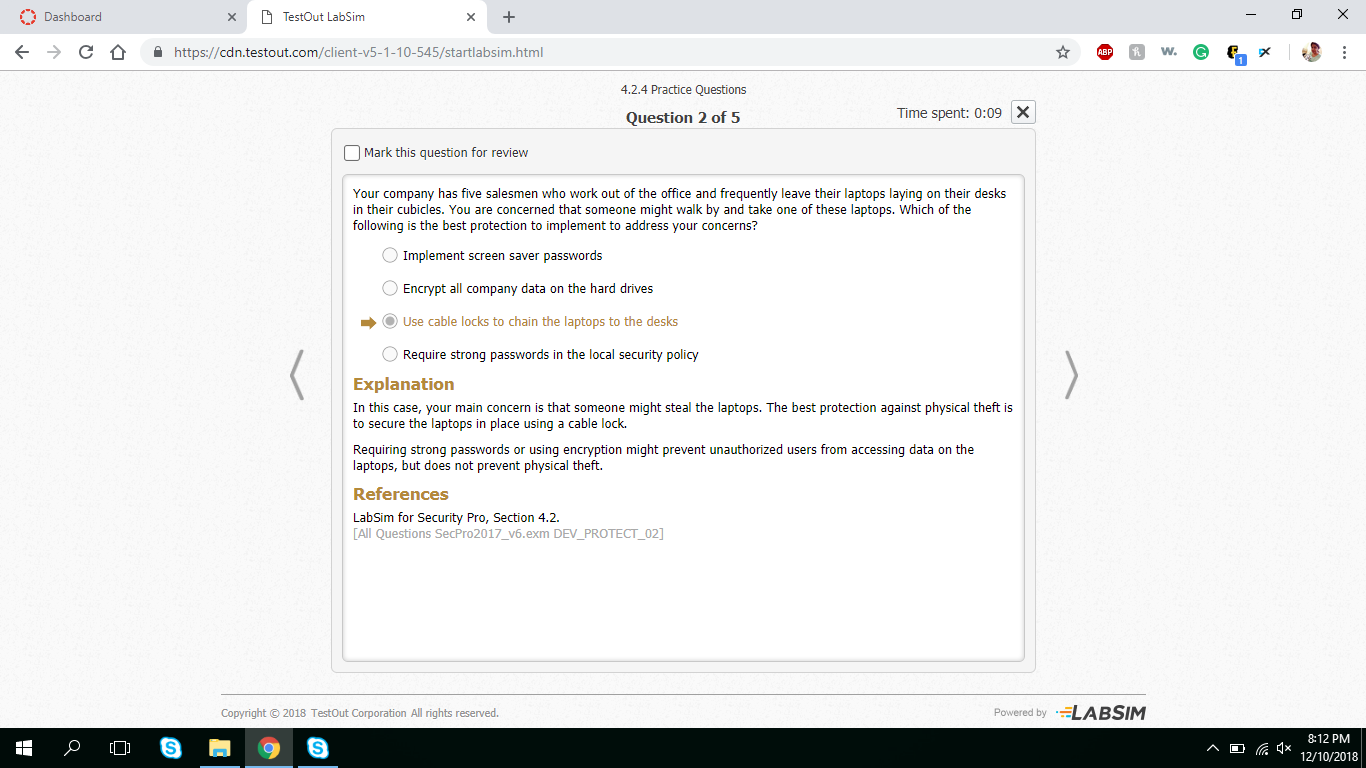 Dashboard
TestOut LabSim
https://cdn.testout.com/client-v5-1-10-545/startlabsim.html
ABP
w.
1
4.2.4 Practice Questions
Question 2 of 5
Time spent: 0:09
Mark this question for review
Your company has five salesmen who work out of the office and frequently leave their laptops laying on their desks
in their cubicles. You are concerned that someone might walk by and take one of these laptops. Which of the
following is the best protection to implement to address your concerns?
Implement screen saver passwords
Encrypt all company data on the hard drives
Use cable locks to chain the laptops to the desks
Require strong passwords in the local security policy
Explanation
In this case, your main concern is that someone might steal the laptops. The best protection against physical theft is
to secure the laptops in place using a cable lock.
Requiring strong passwords or using encryption might prevent unauthorized users from accessing data on the
laptops, but does not prevent physical theft.
References
LabSim for Security Pro, Section 4.2.
[All Questions SecPro2017_v6.exm DEV_PROTECT_02]
Copyright © 2018 TestOut Corporation All rights reserved.
Powered by LABSIM
8:12 PM
12/10/2018